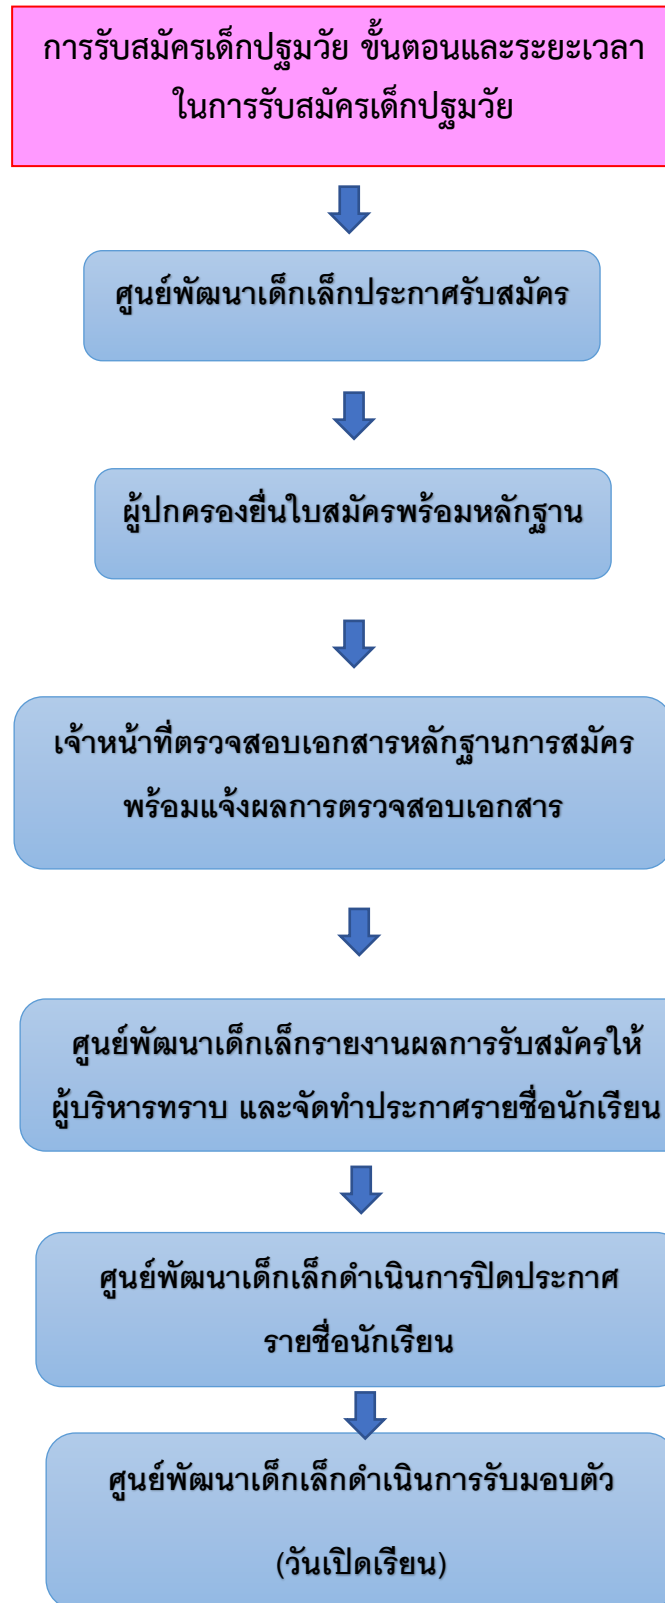 การรับสมัครเด็กปฐมวัย ขั้นตอนและระยะเวลา
ในการรับสมัครเด็กปฐมวัย
ศูนย์พัฒนาเด็กเล็กประกาศรับสมัคร
ผู้ปกครองยื่นใบสมัครพร้อมหลักฐาน
เจ้าหน้าที่ตรวจสอบเอกสารหลักฐานการสมัคร
พร้อมแจ้งผลการตรวจสอบเอกสาร
ศูนย์พัฒนาเด็กเล็กรายงานผลการรับสมัครให้
ผู้บริหารทราบ และจัดทำประกาศรายชื่อนักเรียน
ศูนย์พัฒนาเด็กเล็กดำเนินการปิดประกาศ
รายชื่อนักเรียน
ศูนย์พัฒนาเด็กเล็กดำเนินการรับมอบตัว
(วันเปิดเรียน)